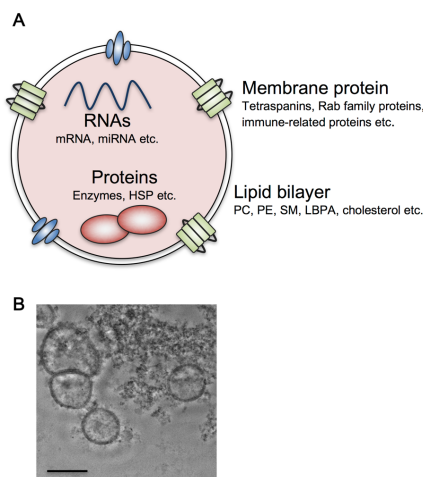 A
RNAs
mRNA, miRNA etc.
Proteins
Enzymes, HSP etc.
Membrane protein
Tetraspanins, Rab family proteins,
immune-related proteins etc.
Lipid bilayer
PC, PE, SM, LBPA, cholesterol etc.
B